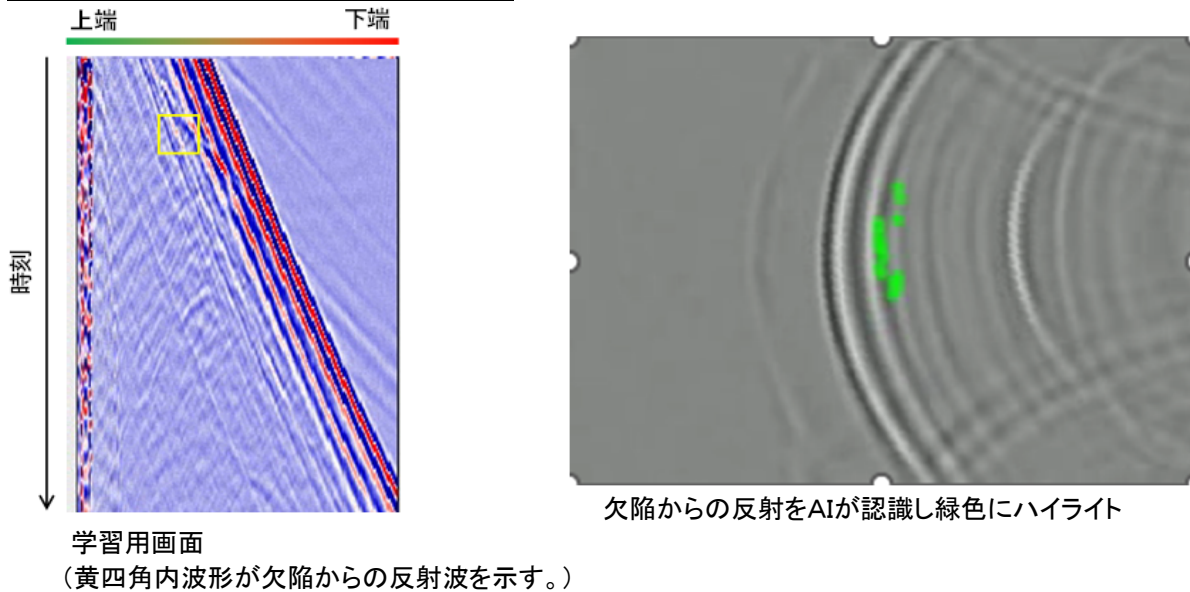 上端
下端
時刻
欠陥からの反射をAIが認識し緑色にハイライト
学習用画面
（黄四角内波形が欠陥からの反射波を示す。）